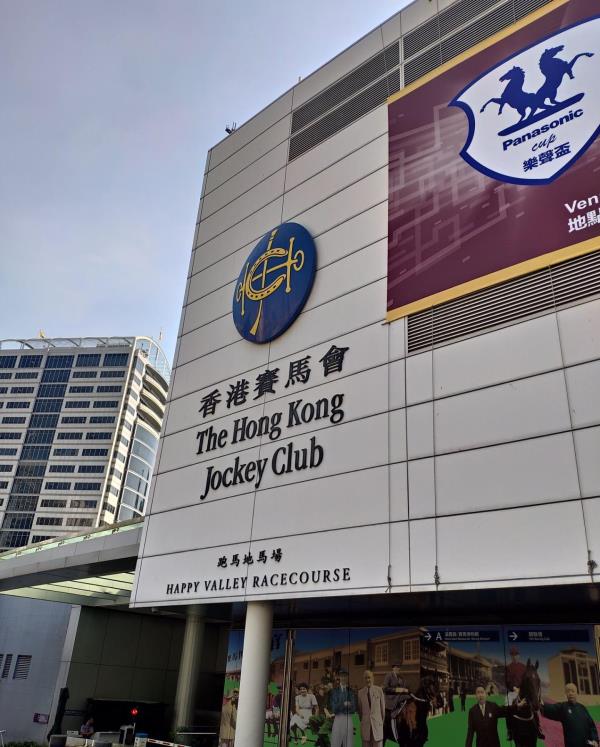 Panasonic
cup
樂聲盃
Ven
地點
香港賽馬會
The Hong Kong
Jockey Club
跑馬地馬場
HAPPY VALLEY RACECOURSE
A